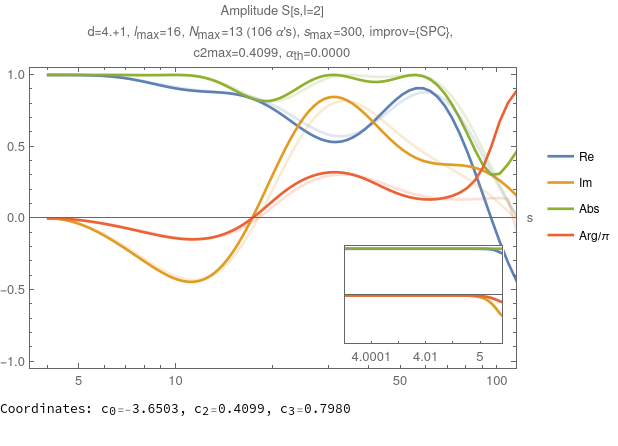 Amplitude S[s,l=2]
d=4.+1, lmax=16, Nmax=13 (106 α's), smax=300, improv={SPC},
c2max=0.4099, αth=0.0000
1.0
0.5
0.0
−0.5
−1.0
5
10
50
100
s
4.0001
4.01
5
Re
Im
Abs
Arg/π
Coordinates: c0=-3.6503, c2=0.4099, c3=0.7980